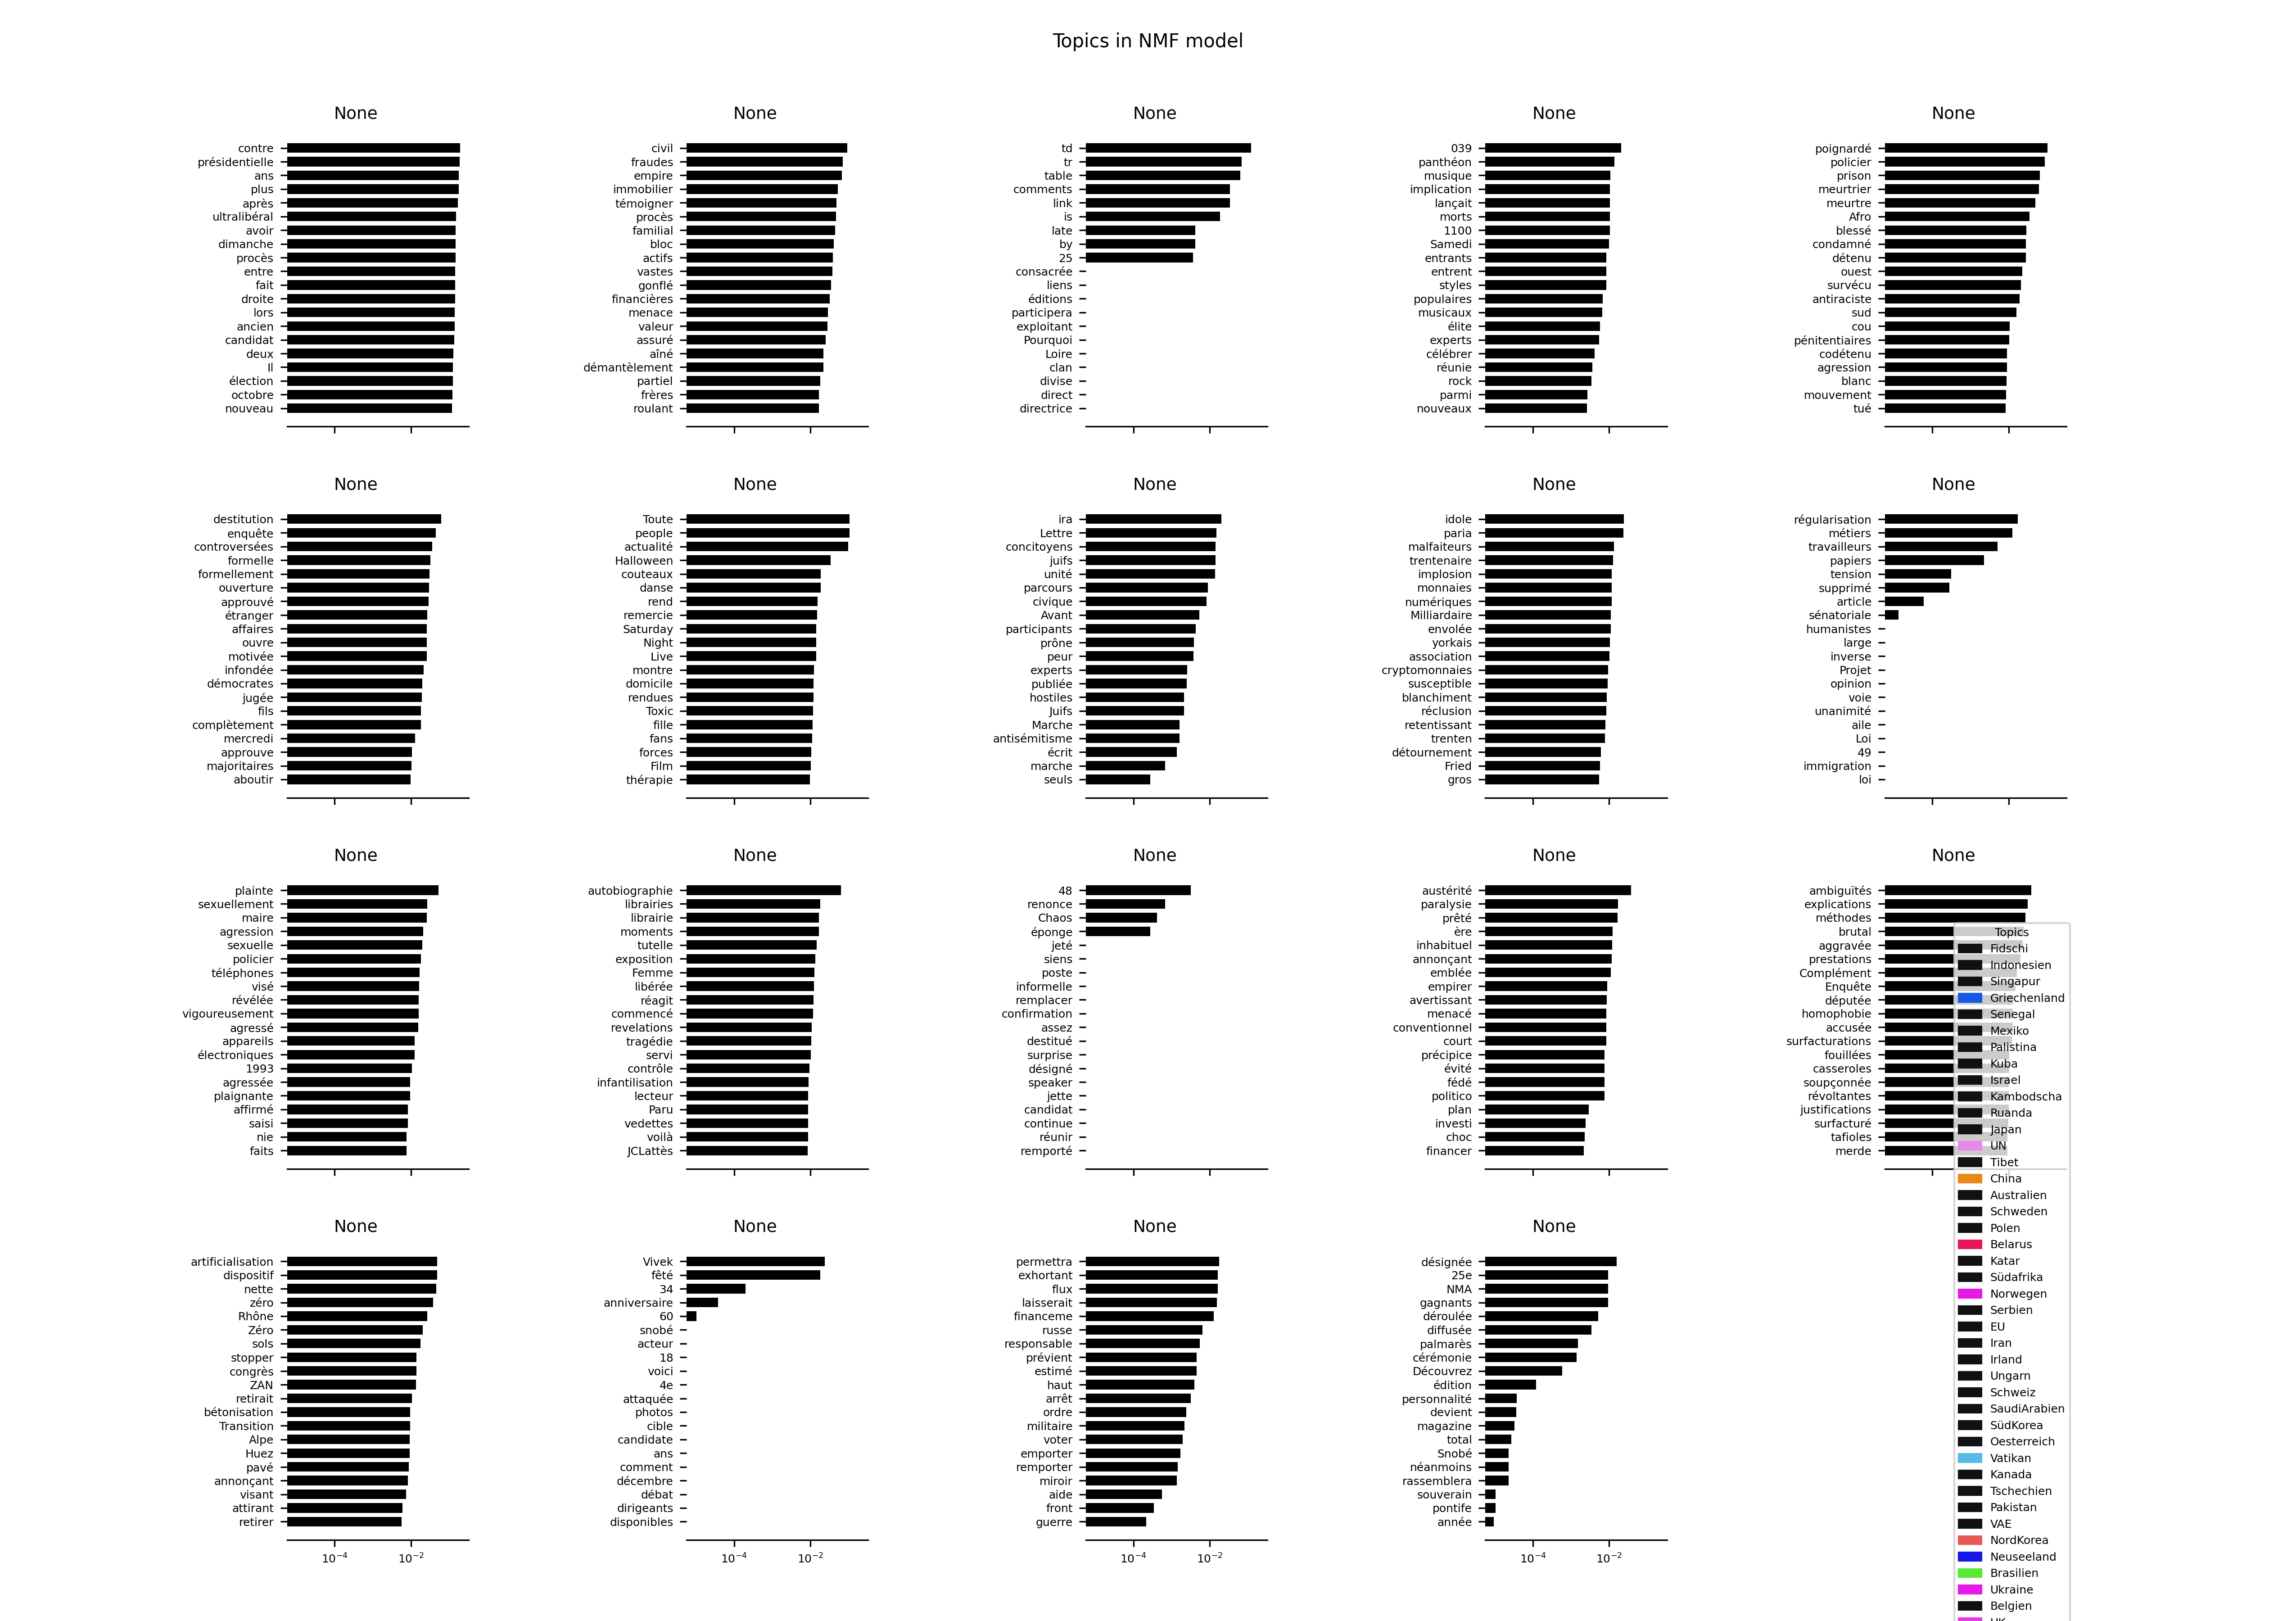 Topics in NMF model
None
contre
présidentielle
ans
plus
après
ultralibéral
avoir
dimanche
procès
entre
fait
droite
lors
ancien
candidat
deux
Il
élection
octobre
nouveau
None
civil
fraudes
empire
immobilier
témoigner
procès
familial
bloc
actifs
vastes
gonflé
financières
menace
valeur
assuré
aîné
démantèlement
partiel
frères
roulant
None
td
tr
table
comments
link
is
late
by
25
consacrée
liens
éditions
participera
exploitant
Pourquoi
Loire
clan
divise
direct
directrice
None
039
panthéon
musique
implication
lançait
morts
1100
Samedi
entrants
entrent
styles
populaires
musicaux
élite
experts
célébrer
réunie
rock
parmi
nouveaux
None
poignardé
policier
prison
meurtrier
meurtre
Afro
blessé
condamné
détenu
ouest
survécu
antiraciste
sud
cou
pénitentiaires
codétenu
agression
blanc
mouvement
tué
None
destitution
enquête
controversées
formelle
formellement
ouverture
approuvé
étranger
affaires
ouvre
motivée
infondée
démocrates
jugée
fils
complètement
mercredi
approuve
majoritaires
aboutir
None
Toute
people
actualité
Halloween
couteaux
danse
rend
remercie
Saturday
Night
Live
montre
domicile
rendues
Toxic
fille
fans
forces
Film
thérapie
None
ira
Lettre
concitoyens
juifs
unité
parcours
civique
Avant
participants
prône
peur
experts
publiée
hostiles
Juifs
Marche
antisémitisme
écrit
marche
seuls
None
idole
paria
malfaiteurs
trentenaire
implosion
monnaies
numériques
Milliardaire
envolée
yorkais
association
cryptomonnaies
susceptible
blanchiment
réclusion
retentissant
trenten
détournement
Fried
gros
None
régularisation
métiers
travailleurs
papiers
tension
supprimé
article
sénatoriale
humanistes
large
inverse
Projet
opinion
voie
unanimité
aile
Loi
49
immigration
loi
None
plainte
sexuellement
maire
agression
sexuelle
policier
téléphones
visé
révélée
vigoureusement
agressé
appareils
électroniques
1993
agressée
plaignante
affirmé
saisi
nie
faits
None
autobiographie
librairies
librairie
moments
tutelle
exposition
Femme
libérée
réagit
commencé
revelations
tragédie
servi
contrôle
infantilisation
lecteur
Paru
vedettes
voilà
JCLattès
None
48
renonce
Chaos
éponge
jeté
siens
poste
informelle
remplacer
confirmation
assez
destitué
surprise
désigné
speaker
jette
candidat
continue
réunir
remporté
None
austérité
paralysie
prêté
ère
inhabituel
annonçant
emblée
empirer
avertissant
menacé
conventionnel
court
précipice
évité
fédé
politico
plan
investi
choc
financer
None
ambiguïtés
explications
méthodes
brutal
aggravée
prestations
Complément
Enquête
députée
homophobie
accusée
surfacturations
fouillées
casseroles
soupçonnée
révoltantes
justifications
surfacturé
tafioles
merde
None
artificialisation
dispositif
nette
zéro
Rhône
Zéro
sols
stopper
congrès
ZAN
retirait
bétonisation
Transition
Alpe
Huez
pavé
annonçant
visant
attirant
retirer
10⁻⁴ 10⁻²
None
Vivek
fêté
34
anniversaire
60
snobé
acteur
18
voici
4e
attaquée
photos
cible
candidate
ans
comment
décembre
débat
dirigeants
disponibles
10⁻⁴ 10⁻²
None
permettra
exhortant
flux
laisserait
financeme
russe
responsable
prévient
estimé
haut
arrêt
ordre
militaire
voter
emporter
remporter
miroir
aide
front
guerre
10⁻⁴ 10⁻²
None
désignée
25e
NMA
gagnants
déroulée
diffusée
palmarès
cérémonie
Découvrez
édition
personnalité
devient
magazine
total
Snobé
néanmoins
rassemblera
souverain
pontife
année
10⁻⁴ 10⁻²
Topics
Fidschi
Indonesien
Singapur
Griechenland
Senegal
Mexiko
Palistina
Kuba
Israel
Kambodscha
Ruanda
Japan
UN
Tibet
China
Australien
Schweden
Polen
Belarus
Katar
Südafrika
Norwegen
Serbien
EU
Iran
Irland
Ungarn
Schweiz
SaudiArabien
SüdKorea
Oesterreich
Vatikan
Kanada
Tschechien
Pakistan
VAE
NordKorea
Neuseeland
Brasilien
Ukraine
Belgien